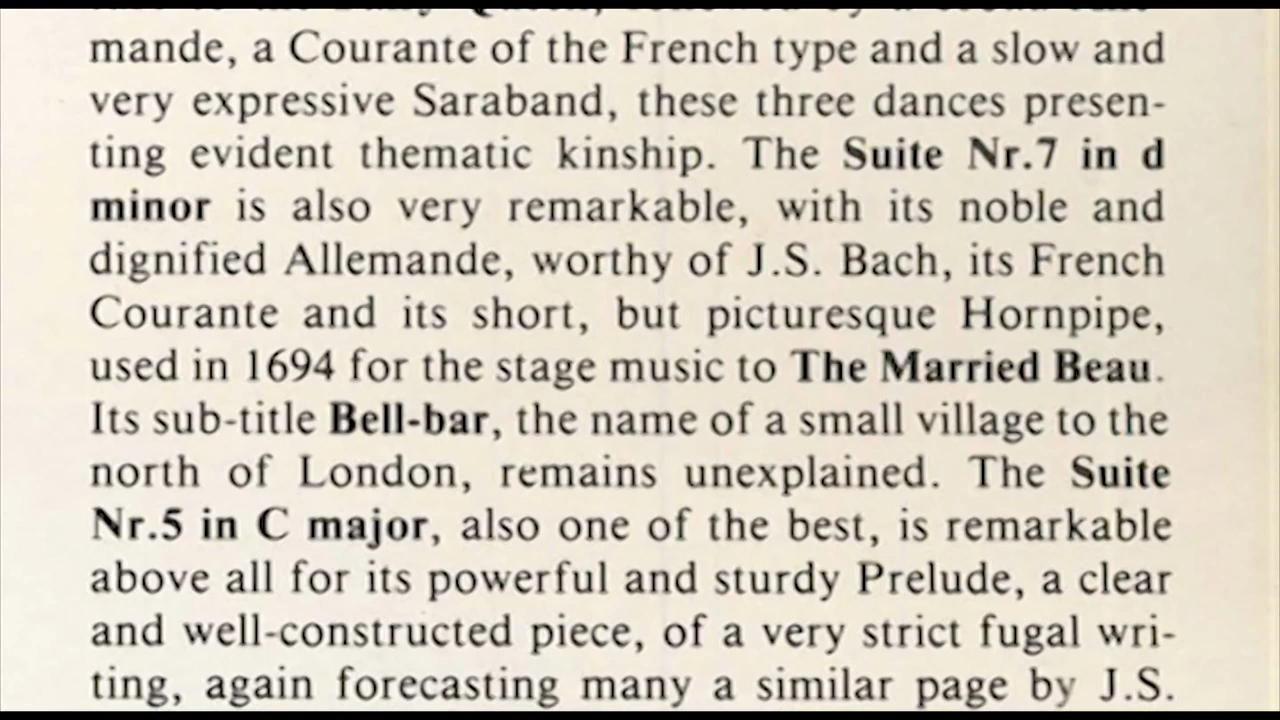 mande, a Courante of the French type and a slow and
very expressive Saraband, these three dances presen-
ting evident thematic kinship. The Suite Nr.7 in d
minor is also very remarkable, with its noble and
dignified Allemande, worthy of J.S. Bach, its French
Courante and its short, but picturesque Hornpipe,
used in 1694 for the stage music to The Married Beau.
Its sub-title Bell-bar, the name of a small village to the
north of London, remains unexplained. The Suite
Nr.5 in C major, also one of the best, is remarkable
above all for its powerful and sturdy Prelude, a clear
and well-constructed piece, of a very strict fugal wri-
ting, again forecasting many a similar page by J.S.